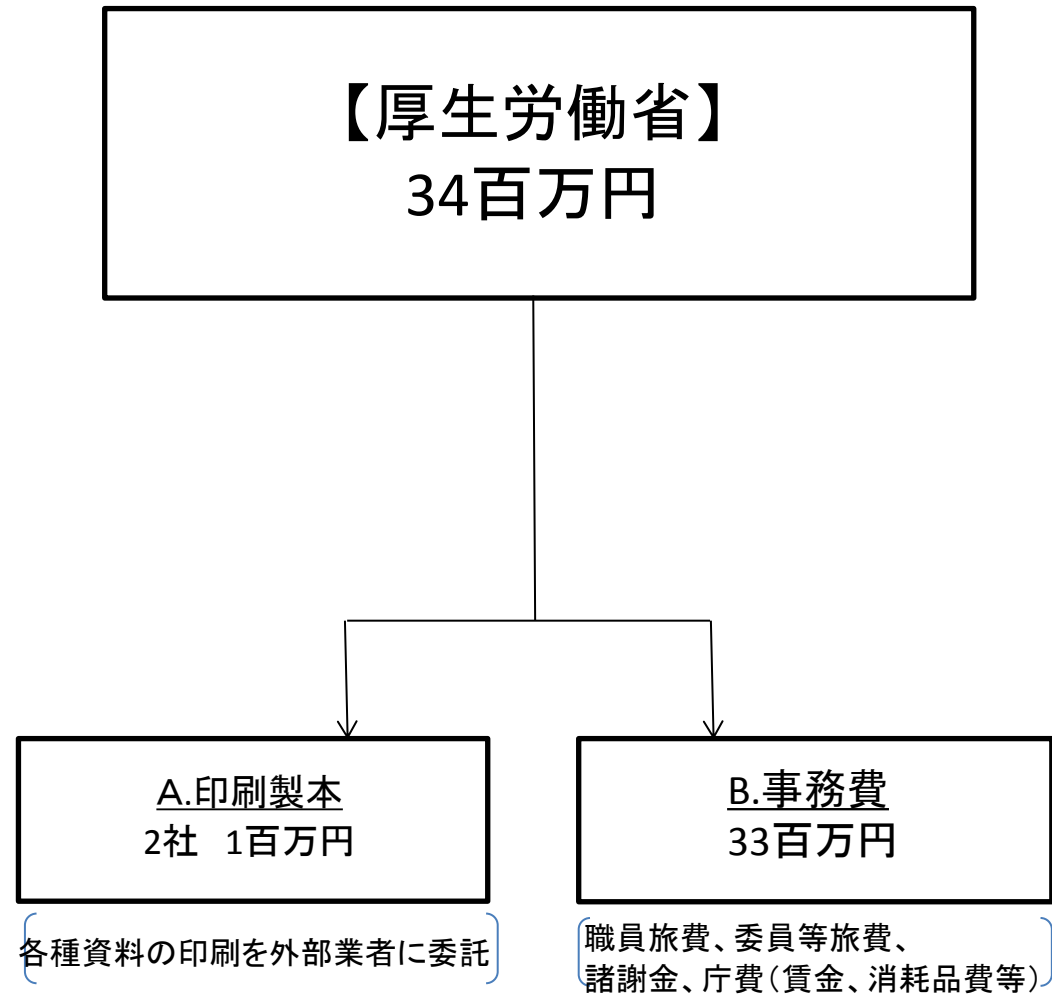 【厚生労働省】
34百万円
A.印刷製本
2社　1百万円
各種資料の印刷を外部業者に委託
B.事務費
33百万円
職員旅費、委員等旅費、
諸謝金、庁費(賃金、消耗品費等)